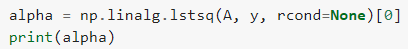 alpha = np.linalg.lstsq(A, y, rcond=None)[0]
print(alpha)